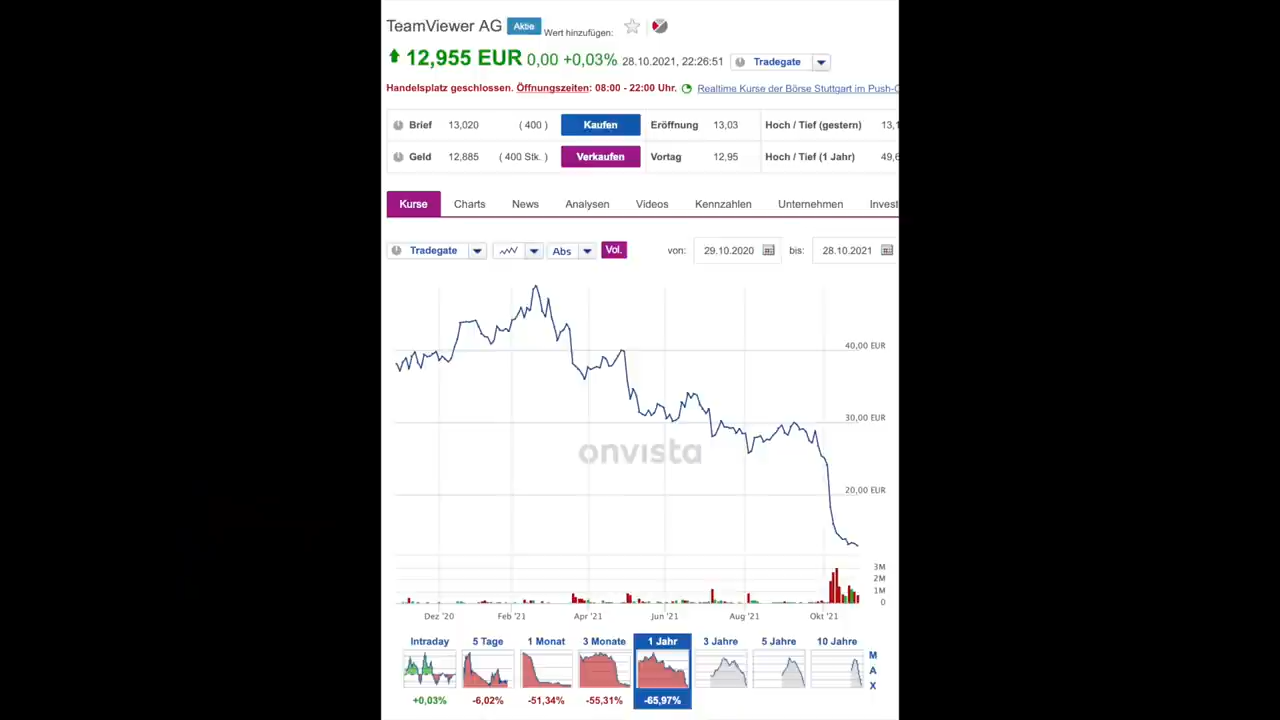 TeamViewer AG Aktie Wert hinzufügen:
12,955 EUR 0,00 +0,03% 28.10.2021, 22:26:51 Tradegate
Handelsplatz geschlossen. Öffnungszeiten: 08:00 - 22:00 Uhr. Realtime Kurse der Börse Stuttgart im Push-
Brief 13,020 ( 400 ) Kaufen Eröffnung 13,03 Hoch / Tief (gestern) 13,1
Geld 12,885 ( 400 Stk. ) Verkaufen Vortag 12,95 Hoch / Tief (1 Jahr) 49,6
Kurse Charts News Analysen Videos Kennzahlen Unternehmen Invest
Tradegate Abs Vol. von: 29.10.2020 bis: 28.10.2021
40,00 EUR
30,00 EUR
onvista
20,00 EUR
3M
2M
1M
0
Dez '20 Feb '21 Apr '21 Jun '21 Aug '21 Okt '21
Intraday 5 Tage 1 Monat 3 Monate 1 Jahr 3 Jahre 5 Jahre 10 Jahre M A X
+0,03% -6,02% -51,34% -55,31% -65,97%